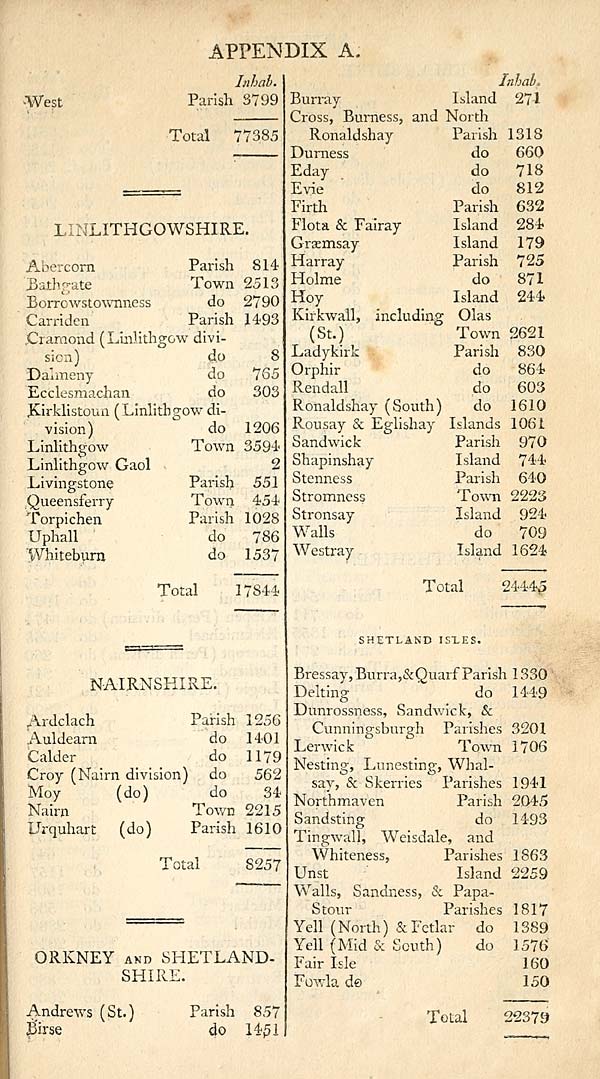 APPENDIX A.
Inhab.
West Parish 3799
Total 77385
LINLITHGOWSHIRE.
Abercorn Parish 814
Bathgate Town 2513
Borrowstownness do 2790
Carriden Parish 1493
Cramond (Linlithgow divi-
sion) do 8
Dalmeny do 765
Ecclesmachan do 303
Kirklistoun (Linlithgow di-
vision) do 1206
Linlithgow Town 3594
Linlithgow Gaol 2
Livingstone Parish 551
Queensferry Town 454
Torpichen Parish 1028
Uphall do 786
Whiteburn do 1537
Total 17844
NAIRNSHIRE.
Ardclach Parish 1256
Auldearn do 1401
Calder do 1179
Croy (Nairn division) do 562
Moy (do) do 34
Nairn Town 2215
Urquhart (do) Parish 1610
Total 8257
ORKNEY AND SHETLAND-
SHIRE.
Andrews (St.) Parish 857
Birse do 1451
Inhab.
Burray Island 271
Cross, Burness, and North
Ronaldshay Parish 1318
Durness do 660
Eday do 718
Evie do 812
Firth Parish 632
Flota & Fairay Island 284
Græmsay Island 179
Harray Parish 725
Holme do 871
Hoy Island 244
Kirkwall, including Olas
(St.) Town 2621
Ladykirk Parish 830
Orphir do 864
Rendall do 603
Ronaldshay (South) do 1610
Rousay & Eglishay Islands 1061
Sandwick Parish 970
Shapinshay Island 744
Stenness Parish 640
Stromness Town 2223
Stronsay Island 924
Walls do 709
Westray Island 1624
Total 24445
SHETLAND ISLES.
Bressay, Burra, & Quarf Parish 1330
Delting do 1449
Dunrossness, Sandwick, &
Cunningsburgh Parishes 3201
Lerwick Town 1706
Nesting, Lunesting, Whal-
say, & Skerries Parishes 1941
Northmaven Parish 2045
Sandsting do 1493
Tingwall, Weisdale, and
Whiteness, Parishes 1863
Unst Island 2259
Walls, Sandness, & Papa-
Stour Parishes 1817
Yell (North) & Fetlar do 1389
Yell (Mid & South) do 1576
Fair Isle 160
Fowla do 150
Total 22379